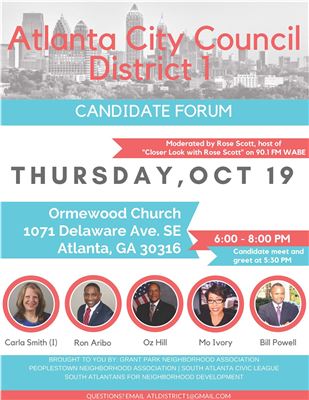 Atlanta City Council
District 1
CANDIDATE FORUM
Moderated by Rose Scott, host of
"Closer Look with Rose Scott" on 90.1 FM WABE
THURSDAY, OCT 19
Ormewood Church
1071 Delaware Ave. SE
Atlanta, GA 30316
6:00 - 8:00 PM
Candidate meet and
greet at 5:30 PM
Carla Smith (I)
Ron Aribo
Oz Hill
Mo Ivory
Bill Powell
BROUGHT TO YOU BY: GRANT PARK NEIGHBORHOOD ASSOCIATION
PEOPLESTOWN NEIGHBORHOOD ASSOCIATION | SOUTH ATLANTA CIVIC LEAGUE
SOUTH ATLANTANS FOR NEIGHBORHOOD DEVELOPMENT
QUESTIONS? EMAIL ATLDISTRICT1@GMAIL.COM